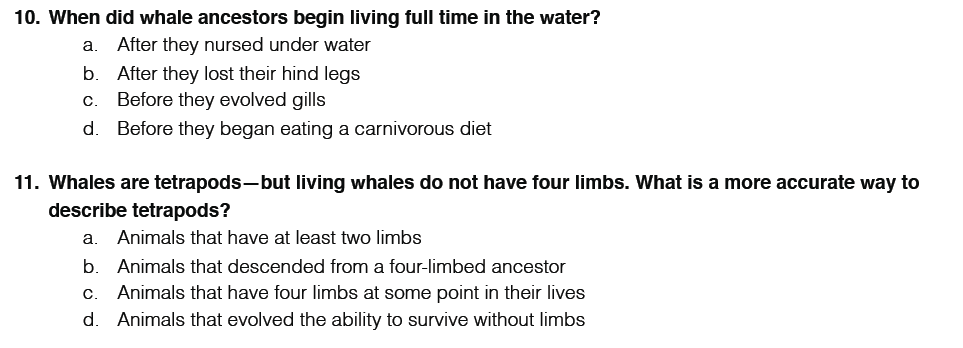 10. When did whale ancestors begin living full time in the water?
a. After they nursed under water
b. After they lost their hind legs
c. Before they evolved gills
d. Before they began eating a carnivorous diet
11. Whales are tetrapods—but living whales do not have four limbs. What is a more accurate way to
describe tetrapods?
a. Animals that have at least two limbs
b. Animals that descended from a four-limbed ancestor
c. Animals that have four limbs at some point in their lives
d. Animals that evolved the ability to survive without limbs